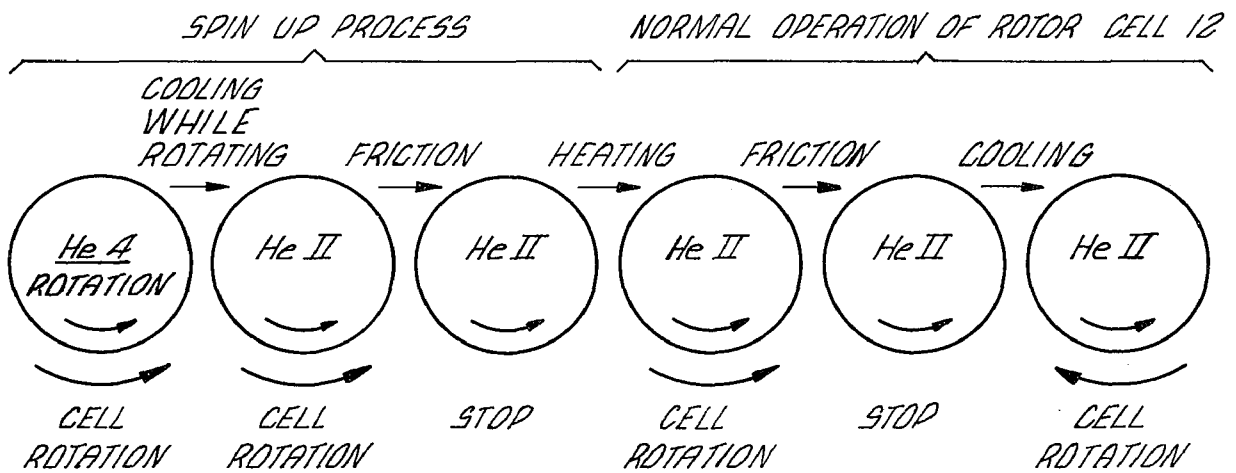 SPIN UP PROCESS
NORMAL OPERATION OF ROTOR CELL 12
COOLING
WHILE
ROTATING
FRICTION
HEATING
FRICTION
COOLING
He 4
ROTATION
He II
He II
He II
He II
He II
CELL
ROTATION
CELL
ROTATION
STOP
CELL
ROTATION
STOP
CELL
ROTATION